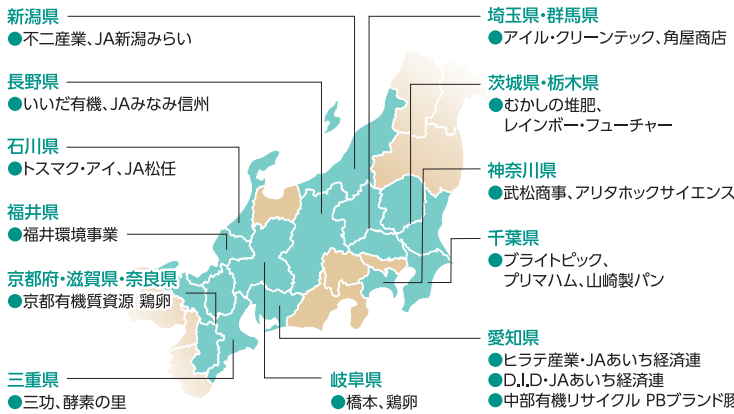 新潟県
●不二産業、JA新潟みらい
長野県
●いいだ有機、JAみなみ信州
石川県
●トスマク・アイ、JA松任
福井県
●福井環境事業
京都府・滋賀県・奈良県
●京都有機質資源 鶏卵
三重県
●三功、酵素の里
岐阜県
●橋本、鶏卵
埼玉県・群馬県
●アイル・クリーンテック、角屋商店
茨城県・栃木県
●むかしの堆肥、
レインボー・フューチャー
神奈川県
●武松商事、アリタホックサイエンス
千葉県
●ブライトピック、
プリマハム、山崎製パン
愛知県
●ヒラテ産業・JAあいち経済連
●D.I.D・JAあいち経済連
●中部有機リサイクル PBブランド豚